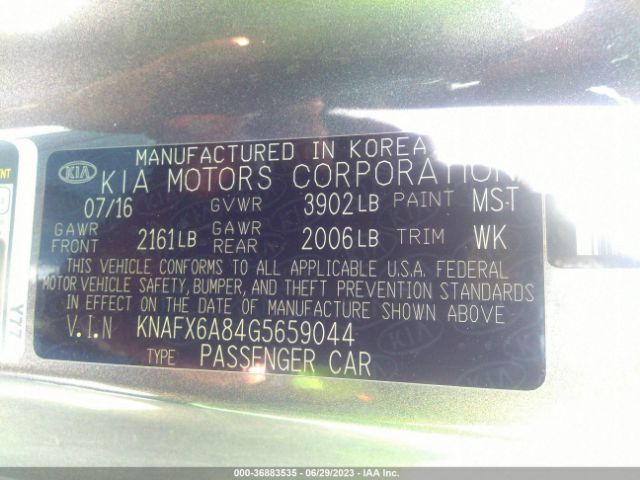 MANUFACTURED IN KOREA
KIA KIA MOTORS CORPORATION
07/16 GVWR 3902LB PAINT MST
GAWR FRONT 2161LB GAWR REAR 2006LB TRIM WK
THIS VEHICLE CONFORMS TO ALL APPLICABLE U.S.A. FEDERAL
MOTOR VEHICLE SAFETY, BUMPER, AND THEFT PREVENTION STANDARDS
IN EFFECT ON THE DATE OF MANUFACTURE SHOWN ABOVE.
V.I.N KNAFX6A84G5659044
TYPE PASSENGER CAR
Y77
000-36883535 - 06/29/2023 - IAA Inc.